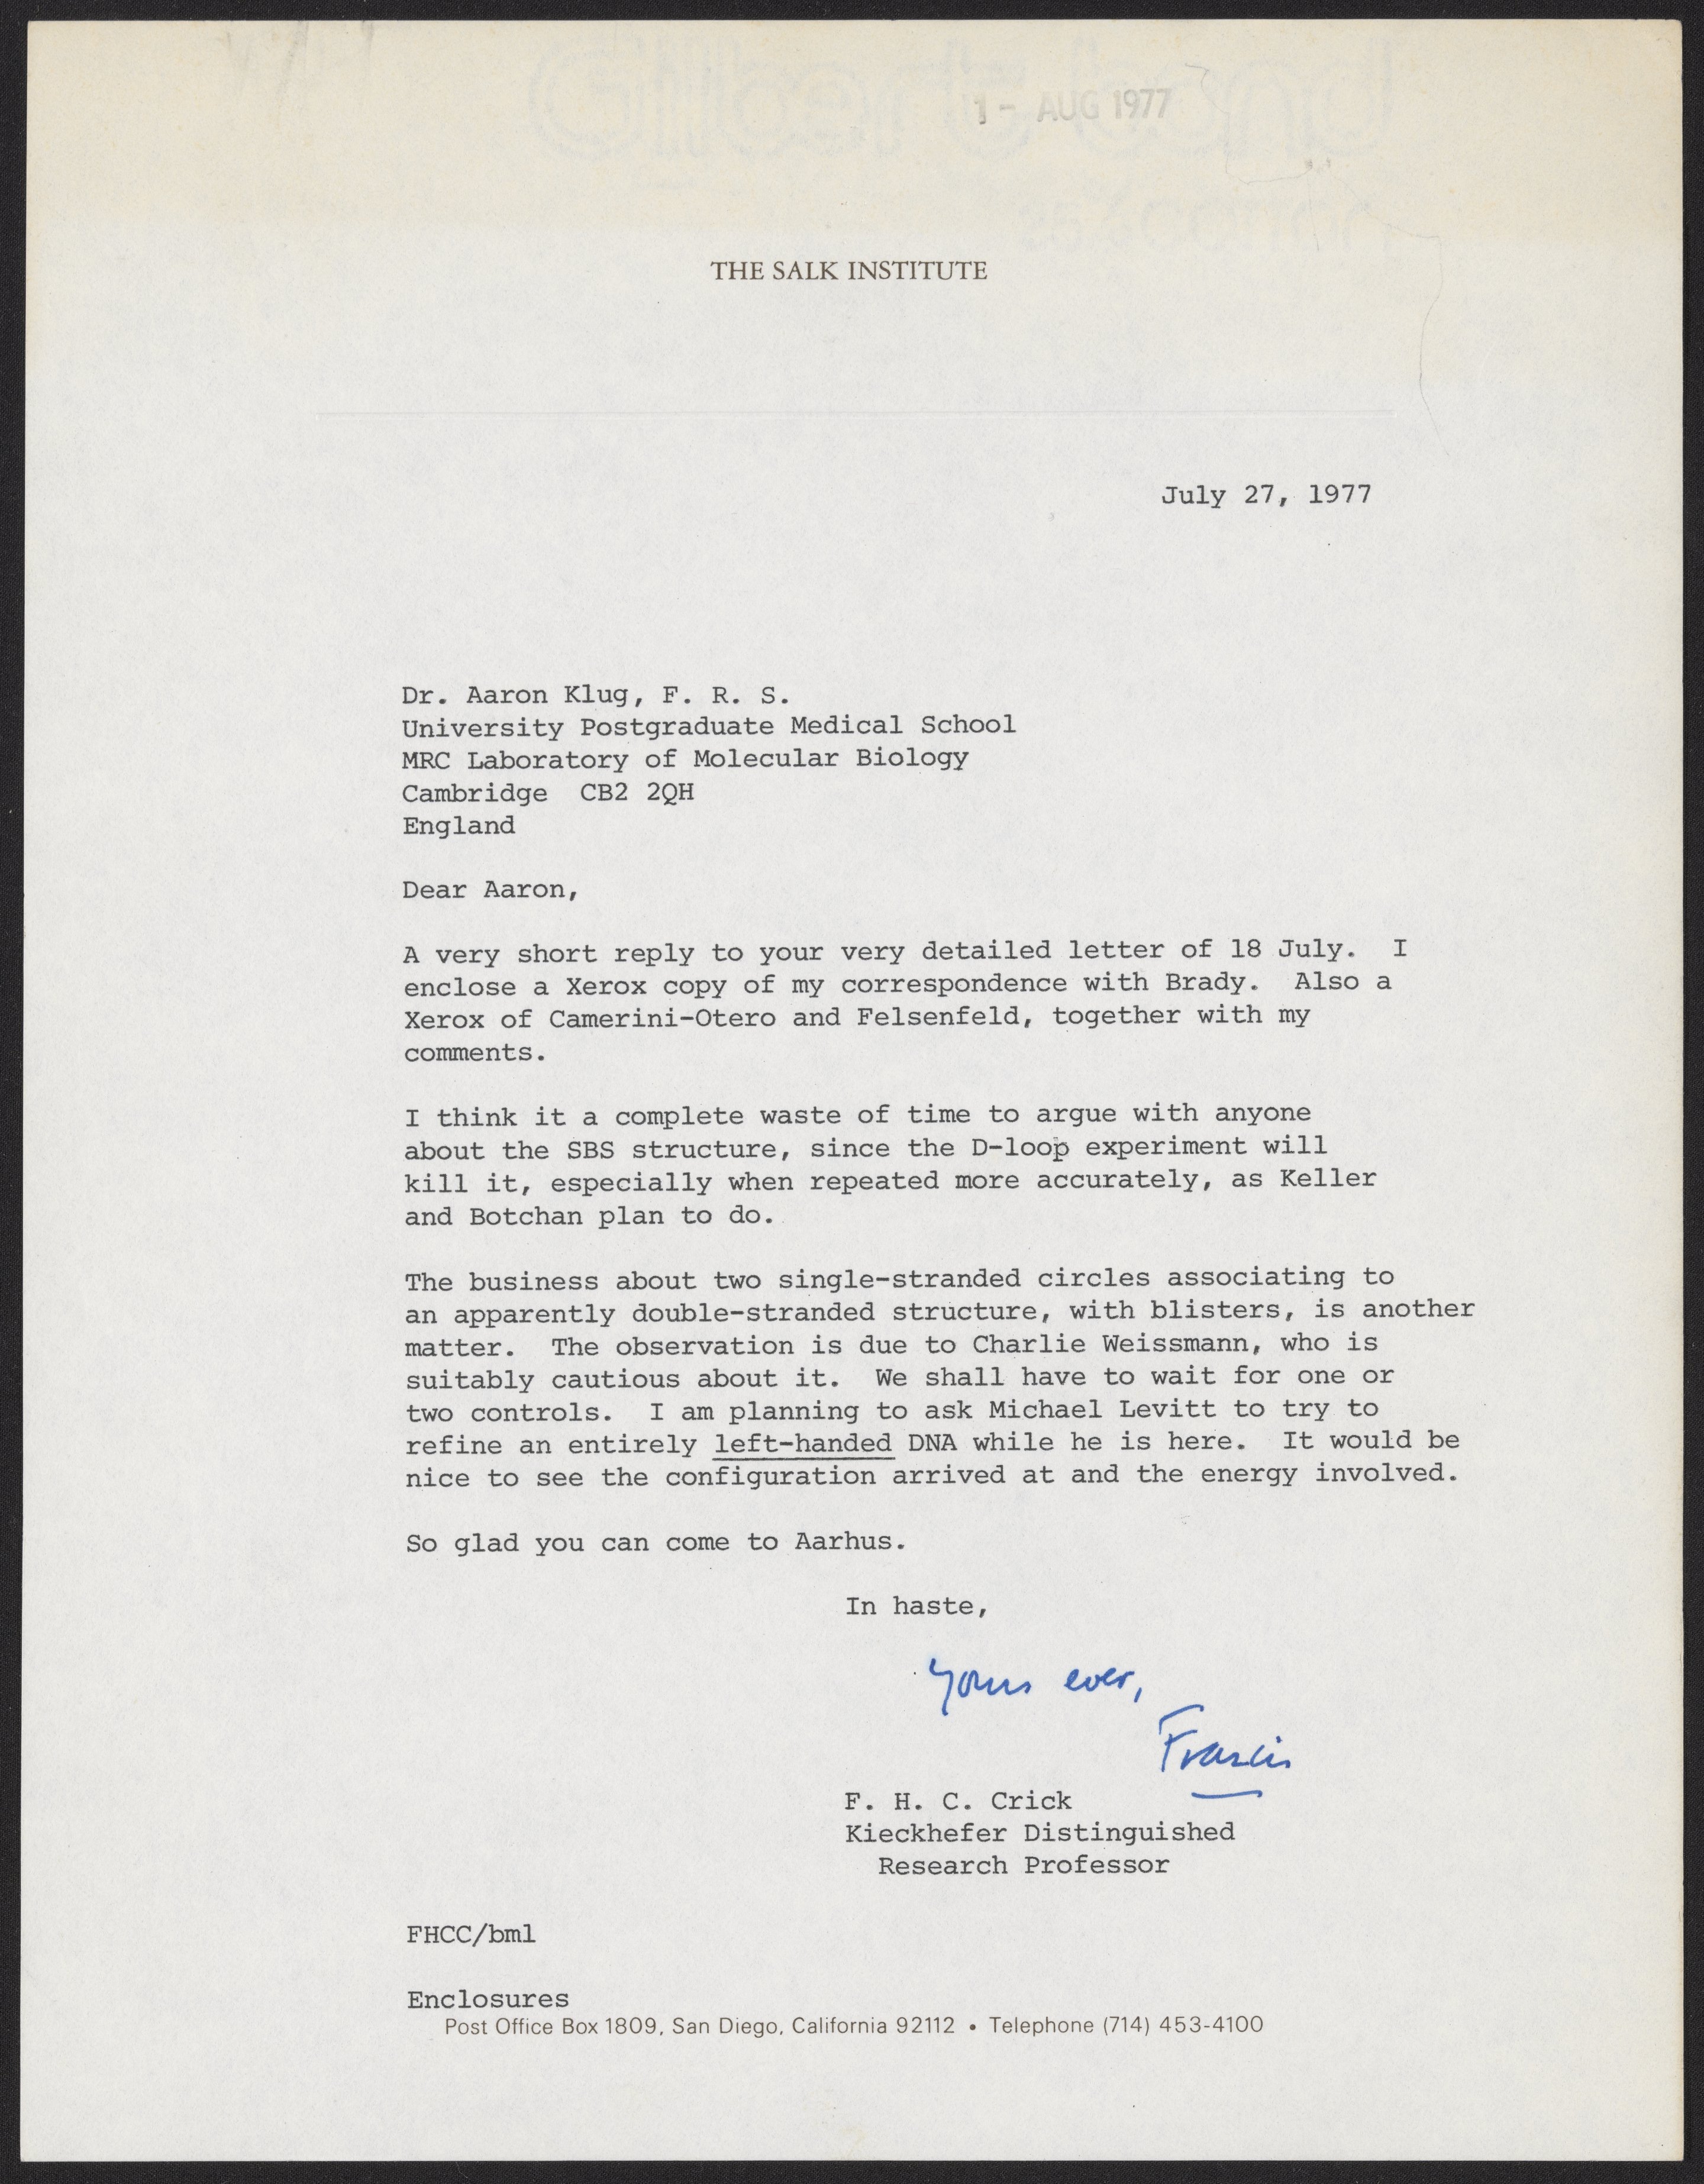 1 - AUG 1977
THE SALK INSTITUTE
July 27, 1977
Dr. Aaron Klug, F. R. S.
University Postgraduate Medical School
MRC Laboratory of Molecular Biology
Cambridge  CB2 2QH
England
Dear Aaron,
A very short reply to your very detailed letter of 18 July.  I
enclose a Xerox copy of my correspondence with Brady.  Also a
Xerox of Camerini-Otero and Felsenfeld, together with my
comments.
I think it a complete waste of time to argue with anyone
about the SBS structure, since the D-loop experiment will
kill it, especially when repeated more accurately, as Keller
and Botchan plan to do.
The business about two single-stranded circles associating to
an apparently double-stranded structure, with blisters, is another
matter.  The observation is due to Charlie Weissmann, who is
suitably cautious about it.  We shall have to wait for one or
two controls.  I am planning to ask Michael Levitt to try to
refine an entirely left-handed DNA while he is here.  It would be
nice to see the configuration arrived at and the energy involved.
So glad you can come to Aarhus.
In haste,
Yours ever,
Francis
F. H. C. Crick
Kieckhefer Distinguished
Research Professor
FHCC/bml
Enclosures
Post Office Box 1809, San Diego, California 92112 • Telephone (714) 453-4100